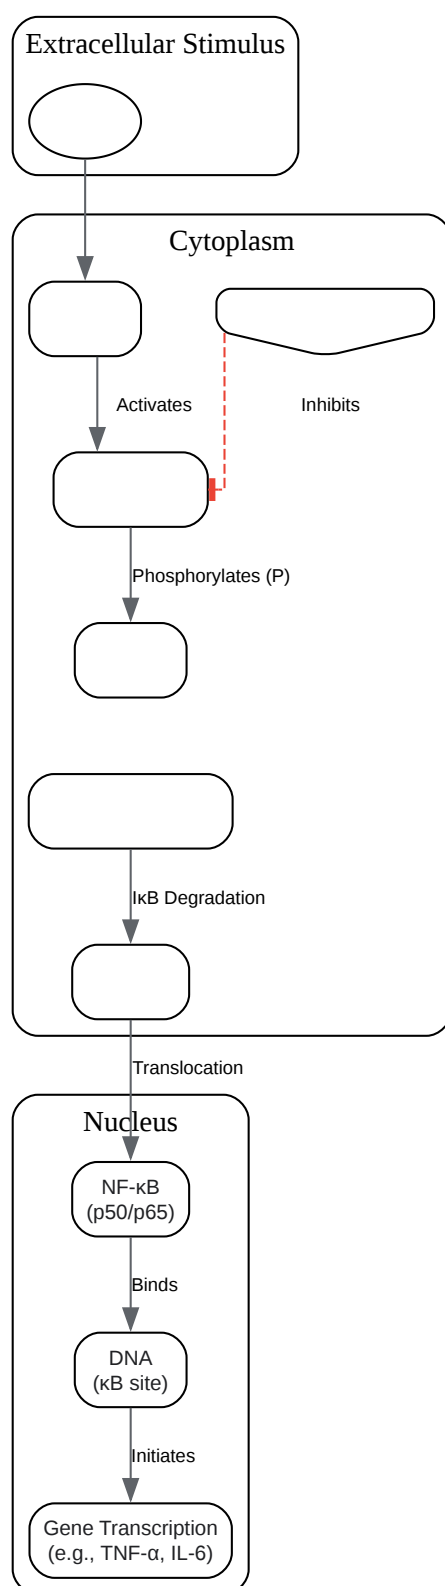 Extracellular Stimulus
Cytoplasm
Activates
Inhibits
Phosphorylates (P)
IκB Degradation
Translocation
Nucleus
NF-κB
(p50/p65)
Binds
DNA
(κB site)
Initiates
Gene Transcription
(e.g., TNF-α, IL-6)